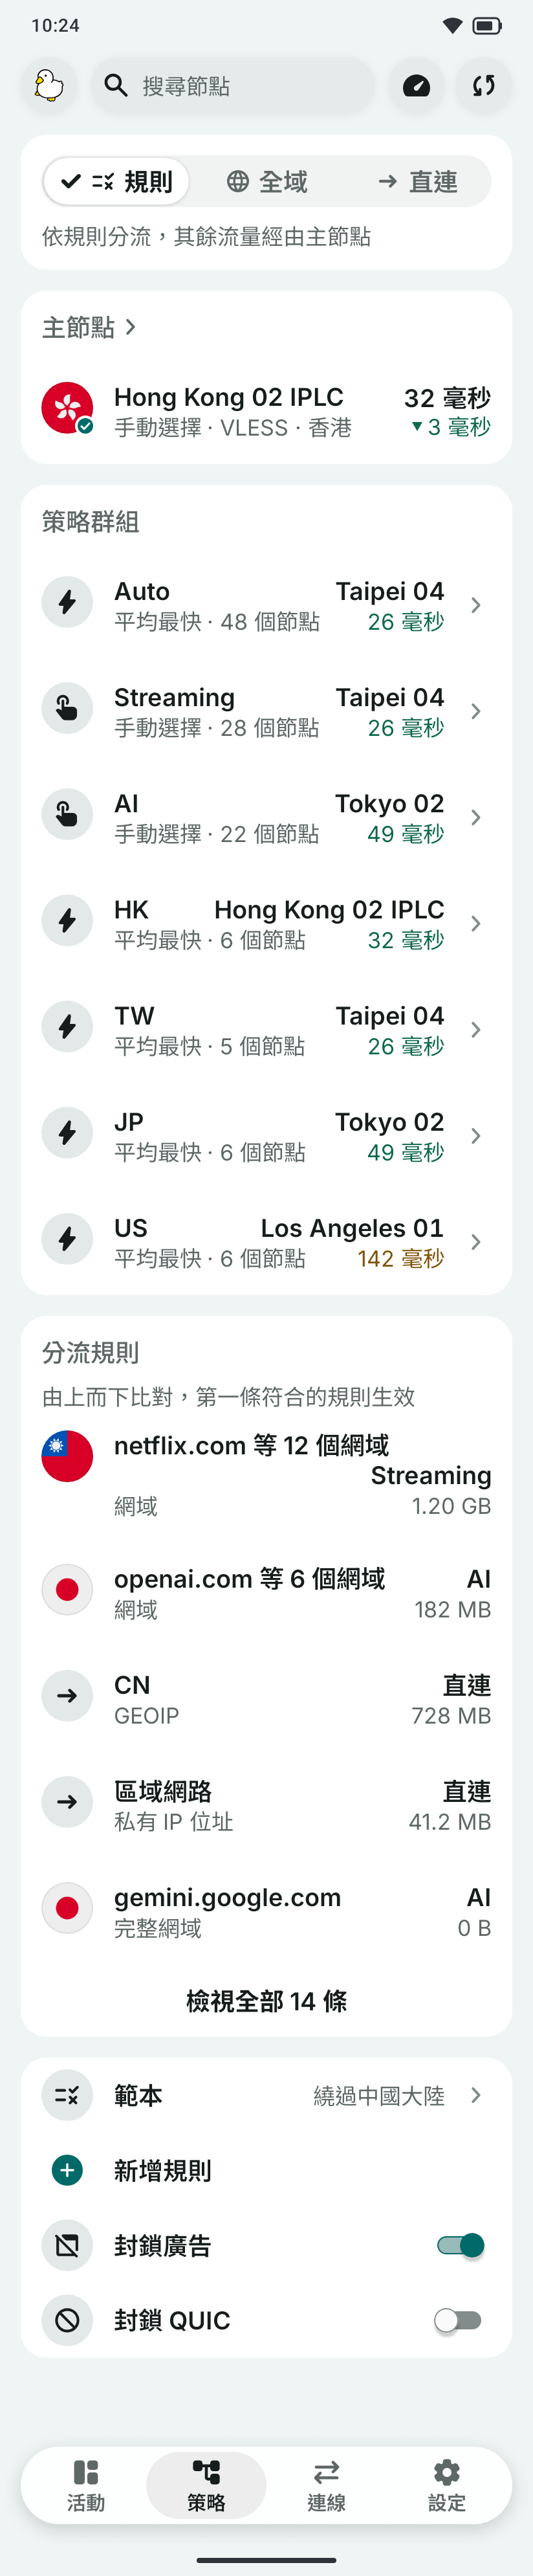 10:24
搜尋節點
規則 全域 直連
依規則分流，其餘流量經由主節點
主節點
Hong Kong 02 IPLC 32 毫秒
手動選擇 · VLESS · 香港 ▼3 毫秒
策略群組
Auto Taipei 04
平均最快 · 48 個節點 26 毫秒
Streaming Taipei 04
手動選擇 · 28 個節點 26 毫秒
AI Tokyo 02
手動選擇 · 22 個節點 49 毫秒
HK Hong Kong 02 IPLC
平均最快 · 6 個節點 32 毫秒
TW Taipei 04
平均最快 · 5 個節點 26 毫秒
JP Tokyo 02
平均最快 · 6 個節點 49 毫秒
US Los Angeles 01
平均最快 · 6 個節點 142 毫秒
分流規則
由上而下比對，第一條符合的規則生效
netflix.com 等 12 個網域
Streaming
網域 1.20 GB
openai.com 等 6 個網域 AI
網域 182 MB
CN 直連
GEOIP 728 MB
區域網路 直連
私有 IP 位址 41.2 MB
gemini.google.com AI
完整網域 0 B
檢視全部 14 條
範本 繞過中國大陸
新增規則
封鎖廣告
封鎖 QUIC
活動 策略 連線 設定